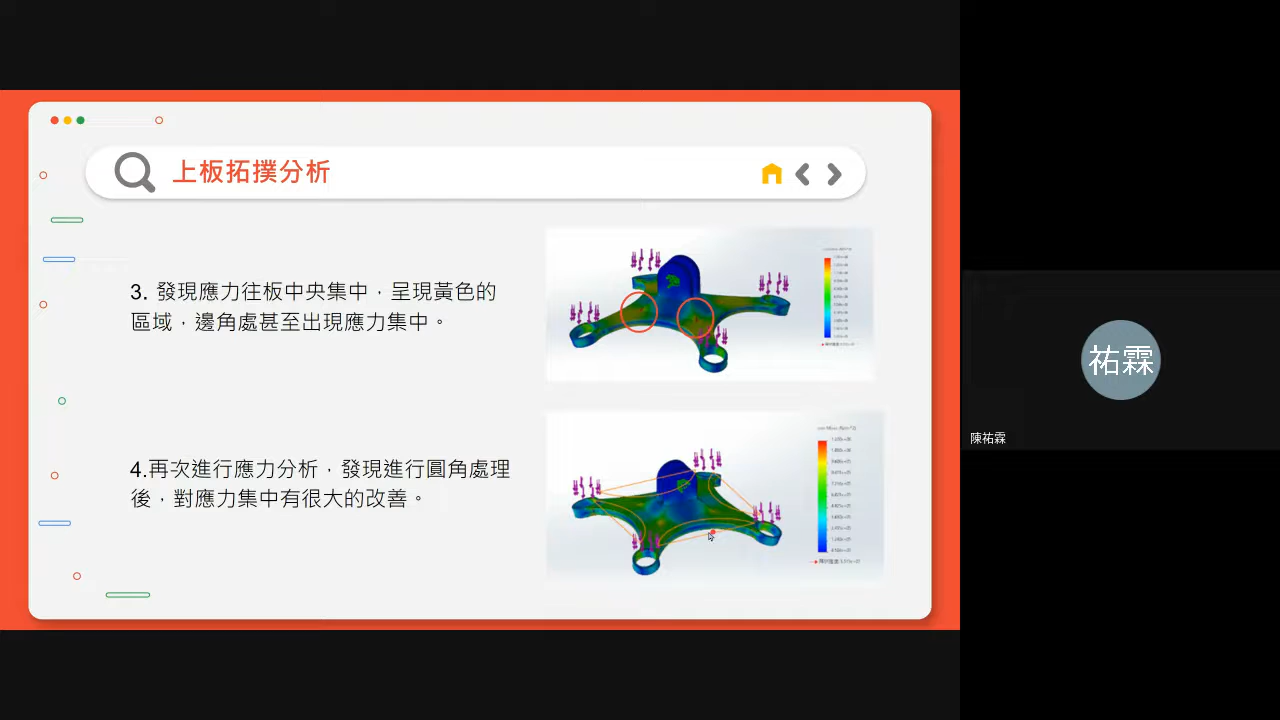 上板拓撲分析
3. 發現應力往板中央集中，呈現黃色的
區域，邊角處甚至出現應力集中。
4.再次進行應力分析，發現進行圓角處理
後，對應力集中有很大的改善。
祐霖
陳祐霖